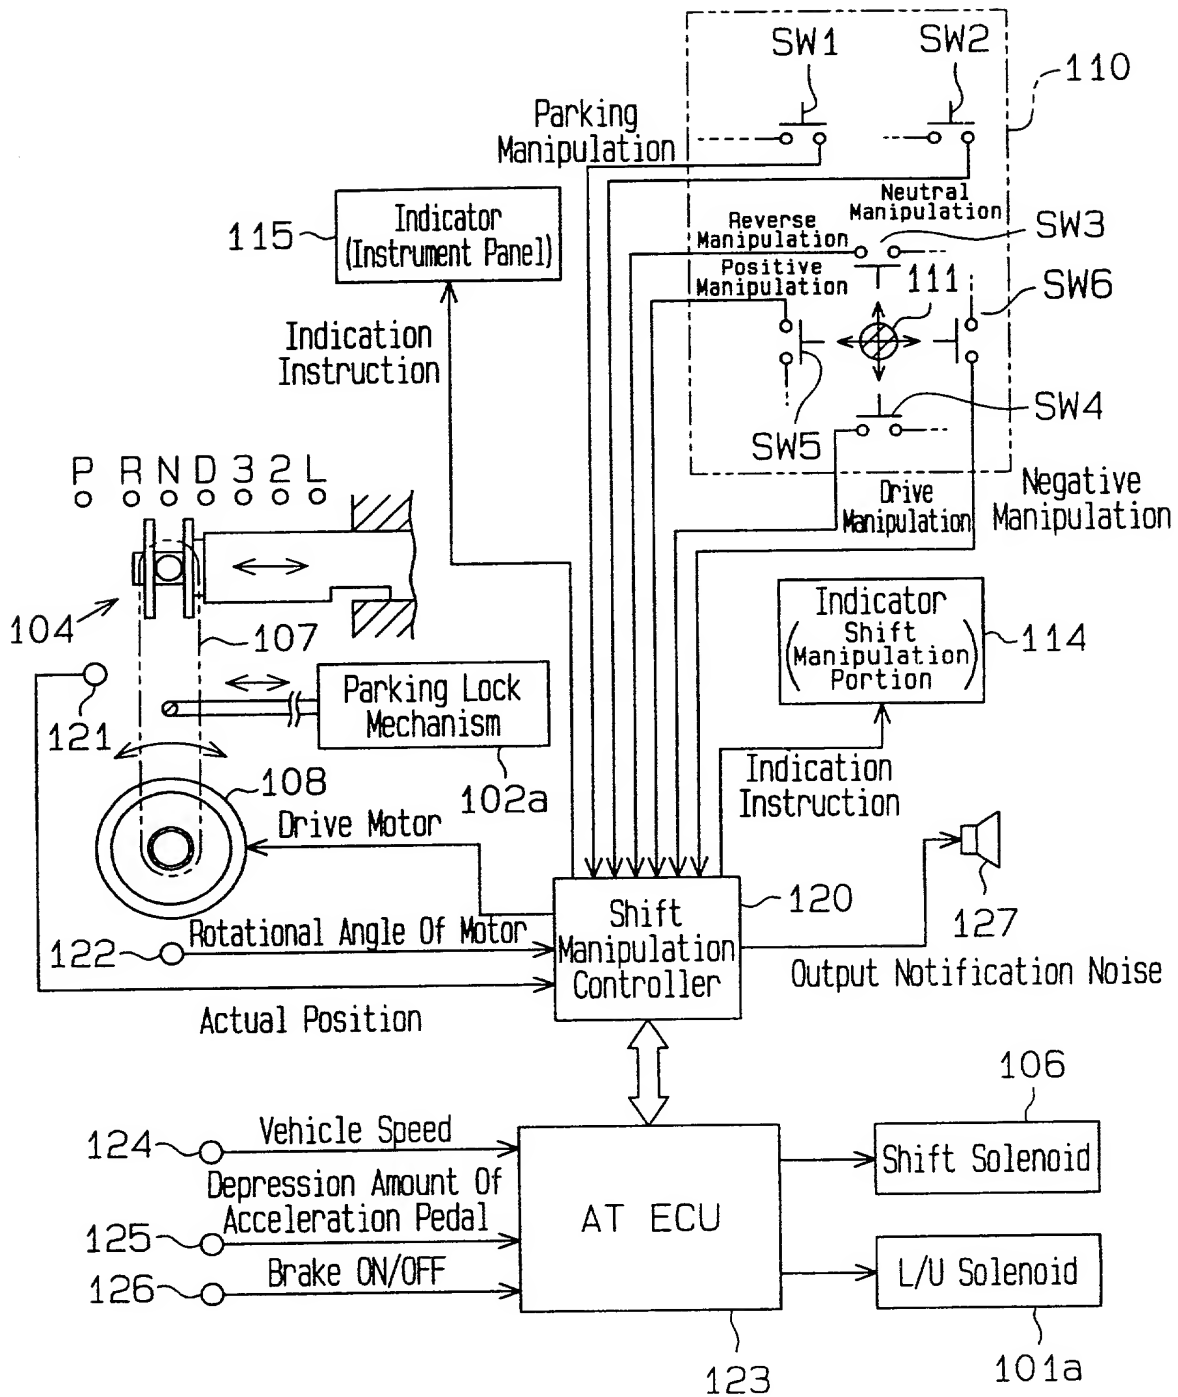 SW1
SW2
110
Parking
Manipulation
Neutral
Manipulation
115
Indicator
(Instrument Panel)
Reverse
Manipulation
SW3
Positive
Manipulation
111
SW6
Indication
Instruction
SW4
SW5
P R N D 3 2 L
Drive
Manipulation
Negative
Manipulation
104
107
Indicator
(Shift
Manipulation
Portion)
114
121
Parking Lock
Mechanism
102a
108
Indication
Instruction
Drive Motor
120
127
Shift
Manipulation
Controller
122
Rotational Angle Of Motor
Output Notification Noise
Actual Position
106
124
Vehicle Speed
Shift Solenoid
Depression Amount Of
Acceleration Pedal
125
AT ECU
126
Brake ON/OFF
L/U Solenoid
123
101a